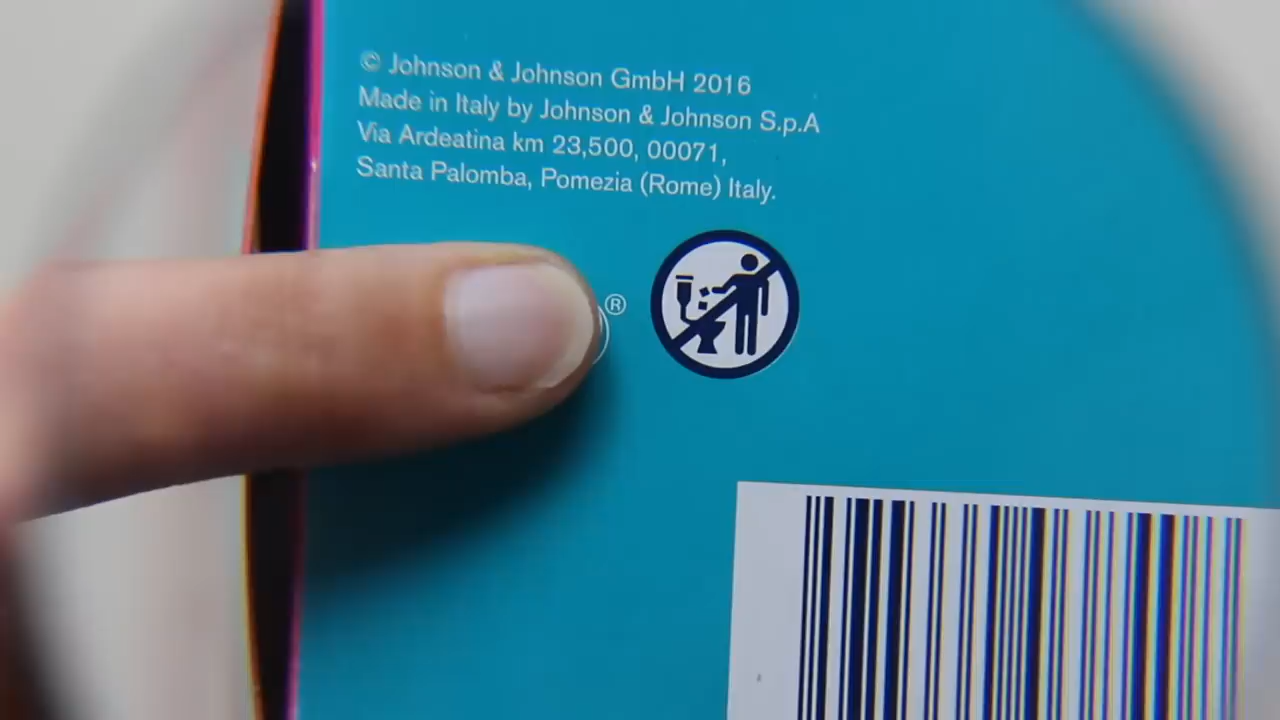 © Johnson & Johnson GmbH 2016
Made in Italy by Johnson & Johnson S.p.A
Via Ardeatina km 23,500, 00071,
Santa Palomba, Pomezia (Rome) Italy.
®